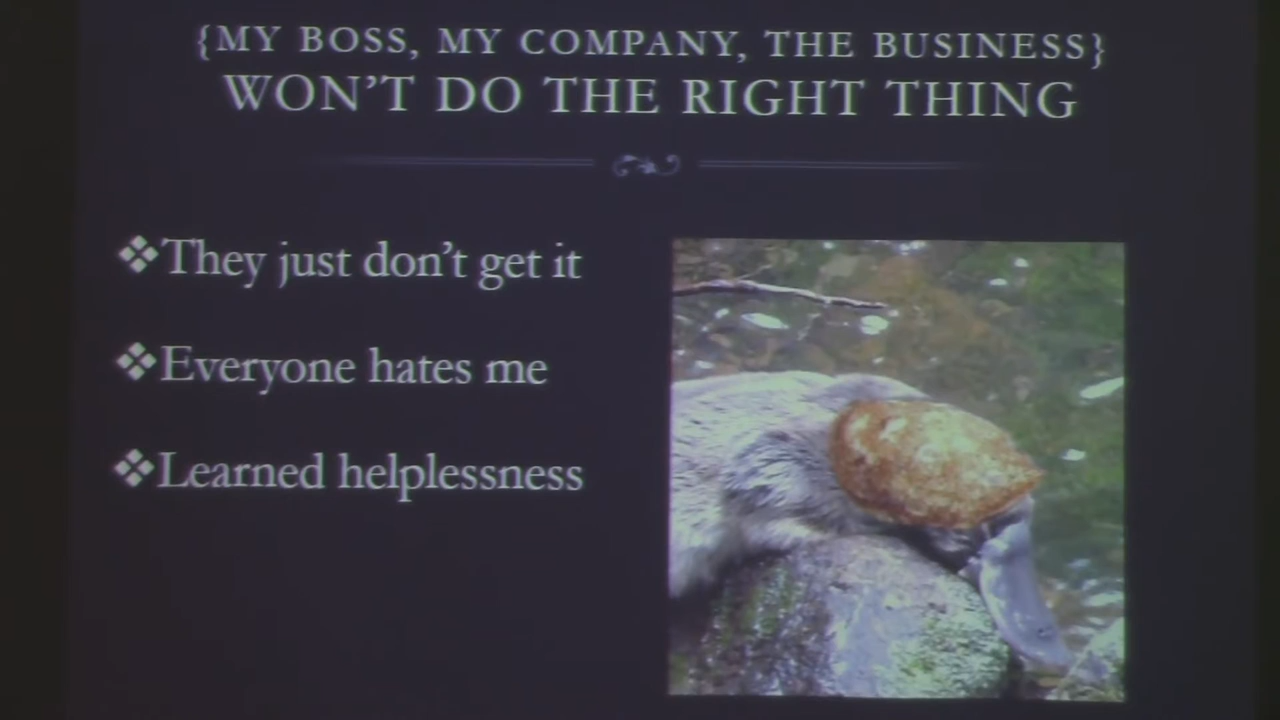 {MY BOSS, MY COMPANY, THE BUSINESS}
WON'T DO THE RIGHT THING
❖They just don't get it
❖Everyone hates me
❖Learned helplessness